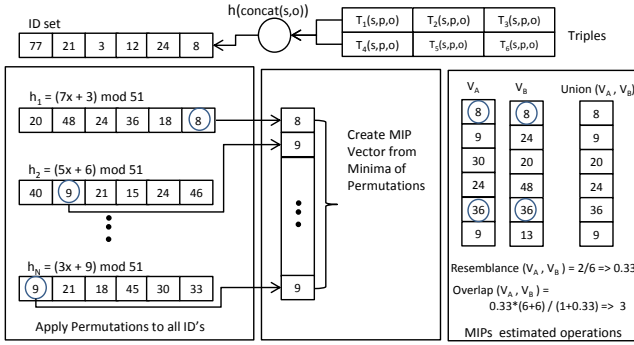 ID set
77 21 3 12 24 8
h(concat(s,o))
T1(s,p,o) T2(s,p,o) T3(s,p,o)
T4(s,p,o) T5(s,p,o) T6(s,p,o)
Triples
h1 = (7x + 3) mod 51
20 48 24 36 18 8
h2 = (5x + 6) mod 51
40 9 21 15 24 46
hN = (3x + 9) mod 51
9 21 18 45 30 33
Apply Permutations to all ID's
8
9
9
Create MIP
Vector from
Minima of
Permutations
VA VB Union (VA , VB)
8 8 8
9 24 9
30 20 20
24 48 24
36 36 36
9 13 9
Resemblance (VA , VB) = 2/6 => 0.33
Overlap (VA , VB) =
0.33*(6+6) / (1+0.33) => 3
MIPs estimated operations